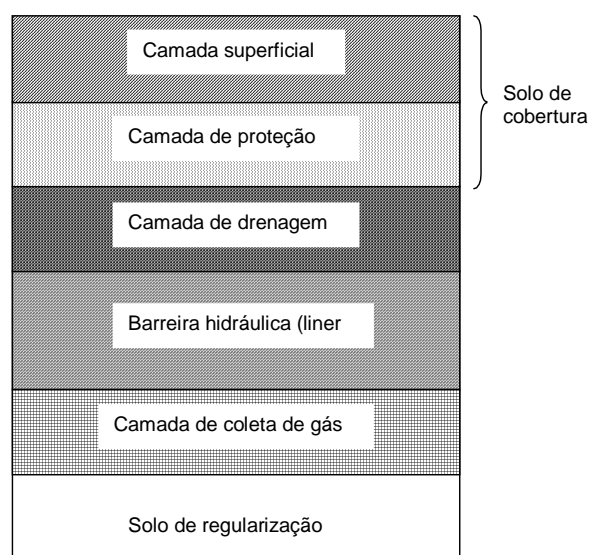 Camada superficial
Solo de
cobertura
Camada de proteção
Camada de drenagem
Barreira hidráulica (liner
Camada de coleta de gás
Solo de regularização